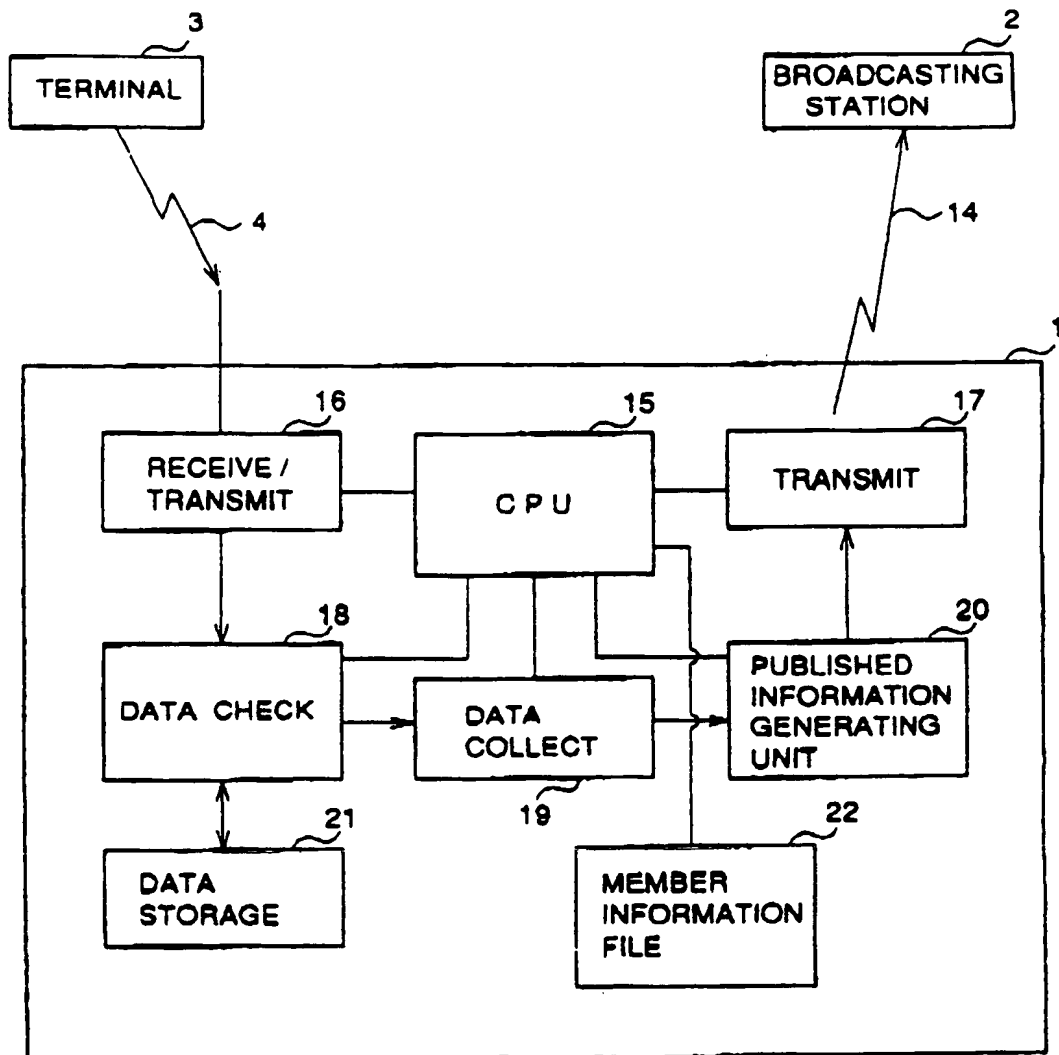 3
TERMINAL
2
BROADCASTING
STATION
4
14
1
16
RECEIVE /
TRANSMIT
15
CPU
17
TRANSMIT
18
DATA CHECK
DATA
COLLECT
19
20
PUBLISHED
INFORMATION
GENERATING
UNIT
21
DATA
STORAGE
22
MEMBER
INFORMATION
FILE